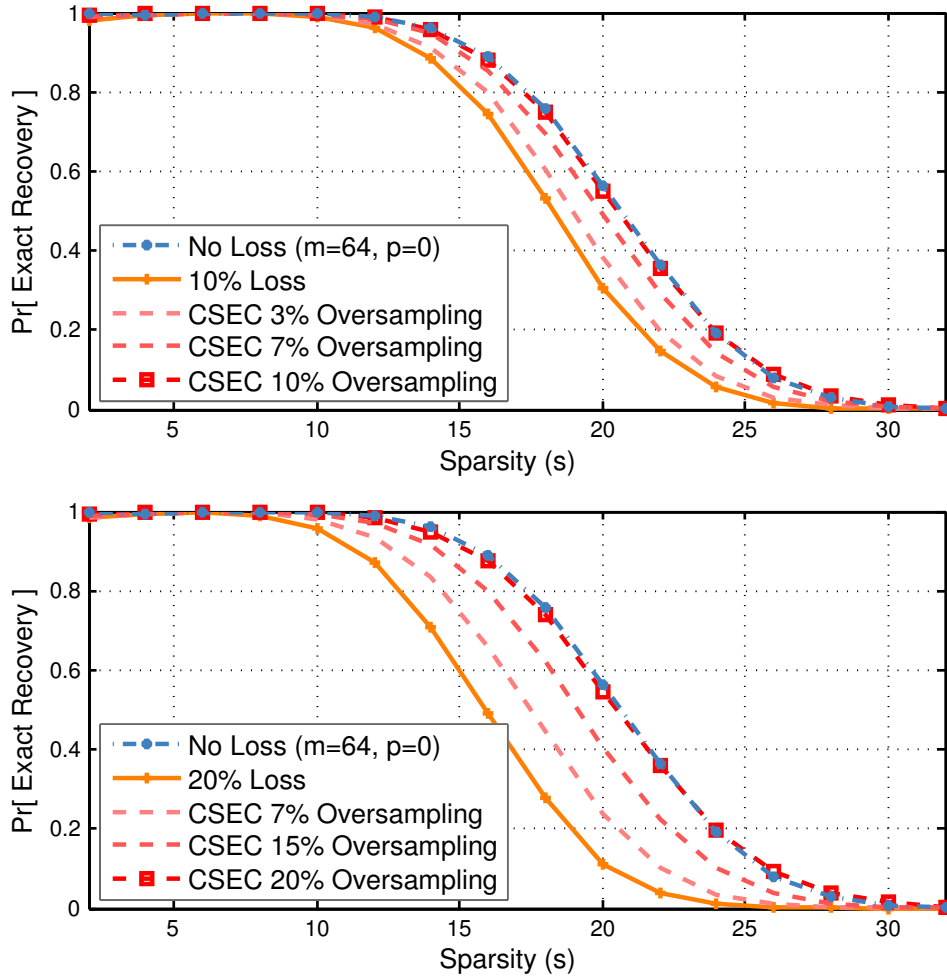 1
0.8
0.6
0.4
0.2
0
Pr[ Exact Recovery ]
No Loss (m=64, p=0)
10% Loss
CSEC 3% Oversampling
CSEC 7% Oversampling
CSEC 10% Oversampling
5 10 15 20 25 30
Sparsity (s)
1
0.8
0.6
0.4
0.2
0
Pr[ Exact Recovery ]
No Loss (m=64, p=0)
20% Loss
CSEC 7% Oversampling
CSEC 15% Oversampling
CSEC 20% Oversampling
5 10 15 20 25 30
Sparsity (s)